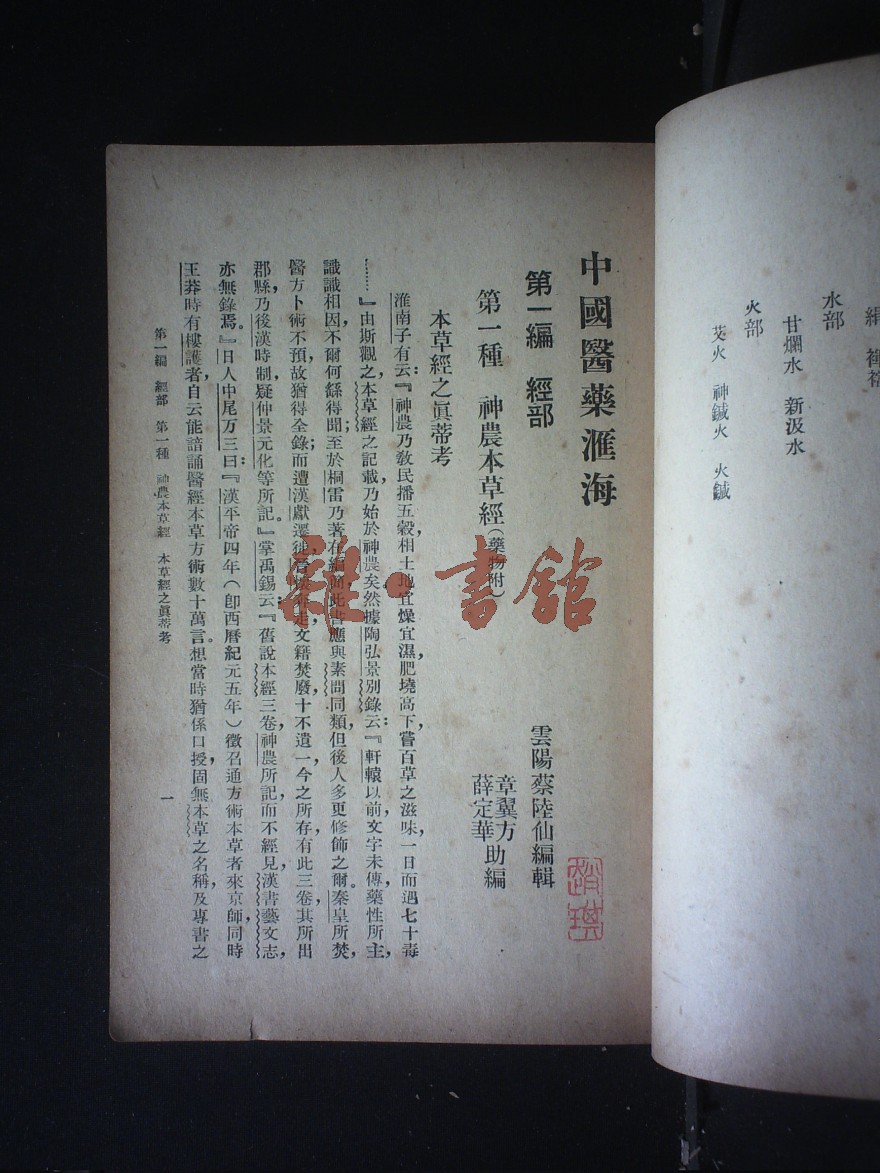 絹　褌襠
水部
甘爛水　新汲水
火部
艾火　神鍼火　火鍼
中國醫藥滙海
第一編　經部
雲陽蔡陸仙編輯
第一種　神農本草經（藥物附）
章翼方
薛定華
助編
本草經之眞蒂考
淮南子有云：『神農乃敎民播五穀，相土地宜燥宜濕肥墝高下，嘗百草之滋味，一日而遇七十毒
……』由斯觀之，本草經之記載，乃始於神農矣。然據陶弘景別錄云：『軒轅以前，文字未傳，藥性所主，
識識相因，不爾何繇得聞；至於桐雷，乃著在編簡，此書應與素問同類，但後人多更修飾之爾。秦皇所焚，
醫方卜術不預，故猶得全錄；而遭漢獻遷徙，晉懷奔走，文籍焚廢，十不遺一，今之所存，有此三卷，其所出
郡縣，乃後漢時制，疑仲景元化等所記。』掌禹錫云：『舊說本經三卷，神農所記，而不經見，漢書藝文志，
亦無錄焉。』日人中尾万三曰：『漢平帝四年（卽西曆紀元五年）徵召通方術本草者來京師，同時
王莽時有樓護者，自云能諳誦醫經本草方術數十萬言。想當時猶係口授，固無本草之名稱，及專書之
第一編　經部　第一種　神農本草經　本草經之眞蒂考
一
雜·書館